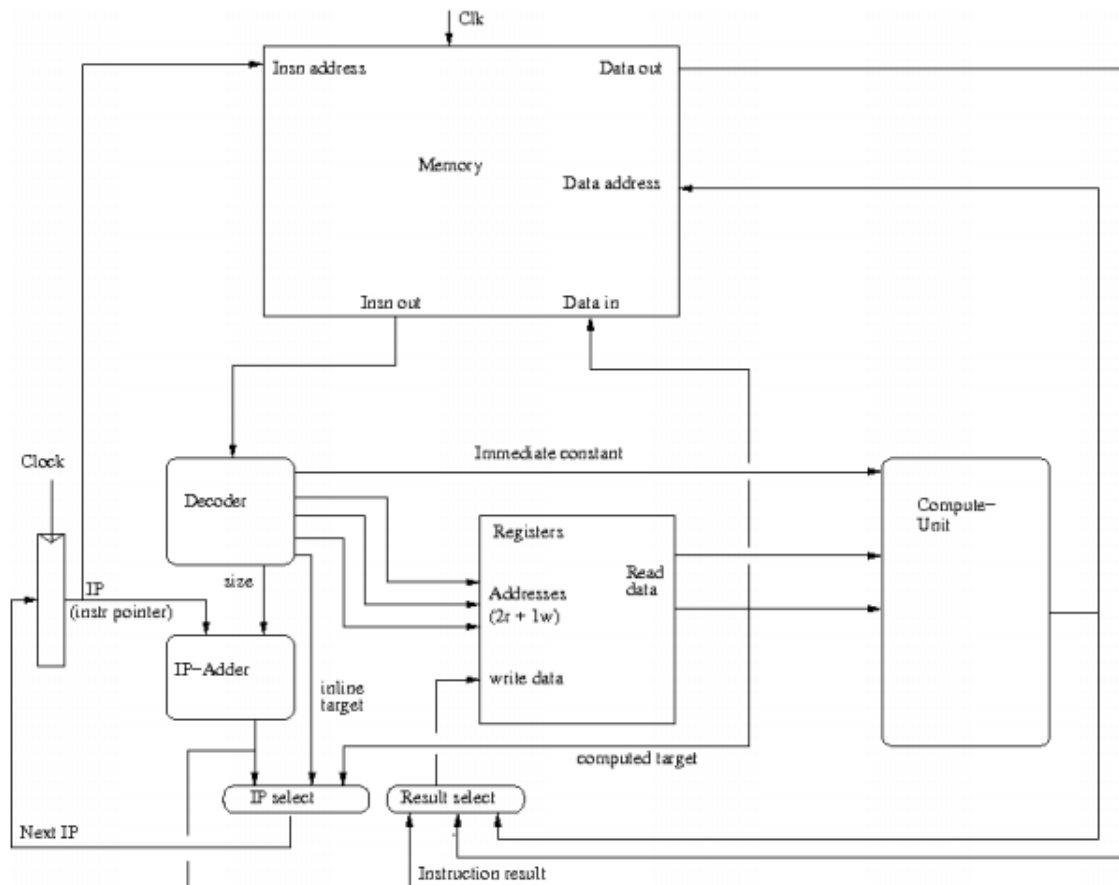 Clk
Insn address
Data out
Memory
Data address
Insn out
Data in
Immediate constant
Clock
Decoder
Compute-
Unit
Registers
Read
data
size
IP
(instr pointer)
Addresses
(2r + 1w)
IP-Adder
inline
target
write data
computed target
IP select
Result select
Next IP
Instruction result